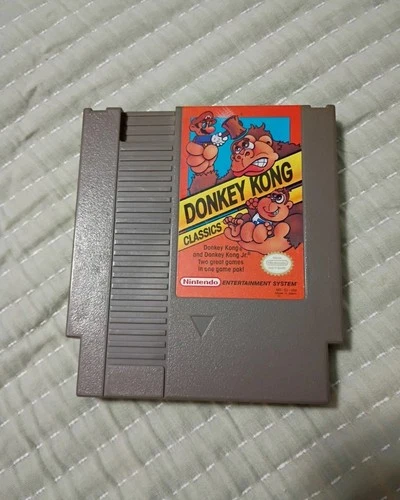 DONKEY KONG
CLASSICS
Donkey Kong®
and Donkey Kong Jr.®
Two great games
in one game pak!
Nintendo
ENTERTAINMENT SYSTEM®